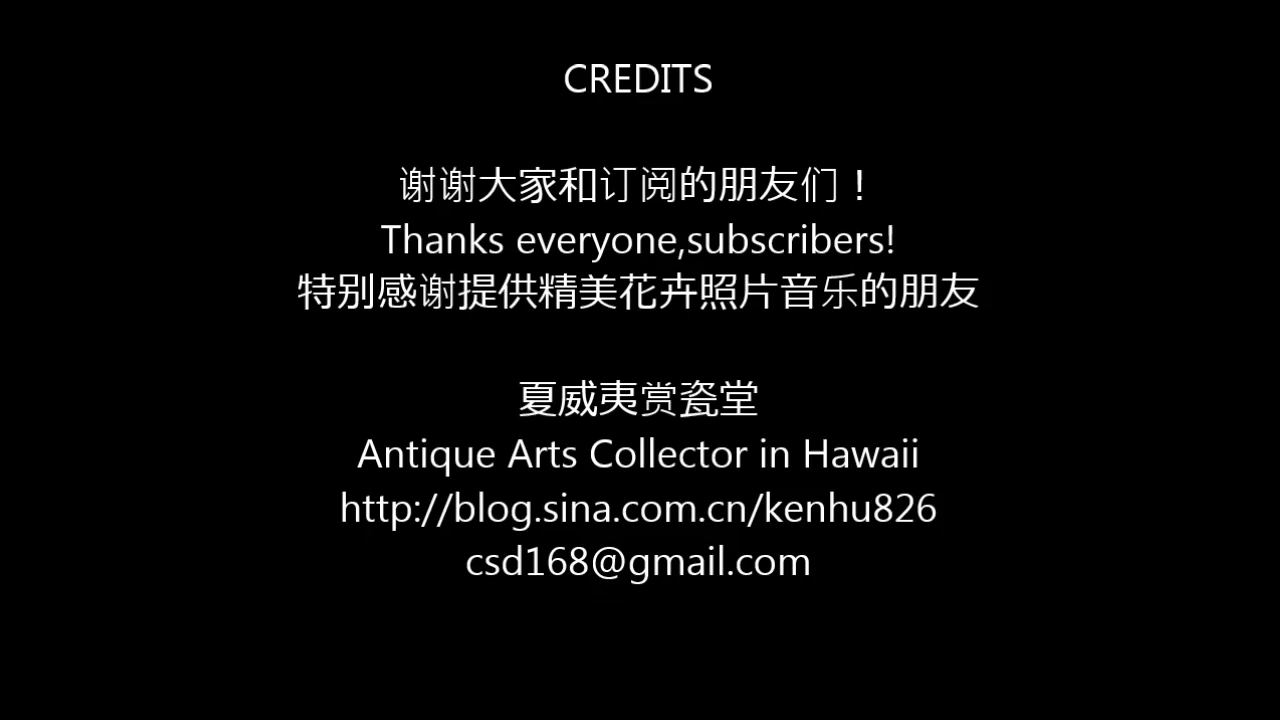 CREDITS
谢谢大家和订阅的朋友们！
Thanks everyone,subscribers!
特别感谢提供精美花卉照片音乐的朋友
夏威夷赏瓷堂
Antique Arts Collector in Hawaii
http://blog.sina.com.cn/kenhu826
csd168@gmail.com